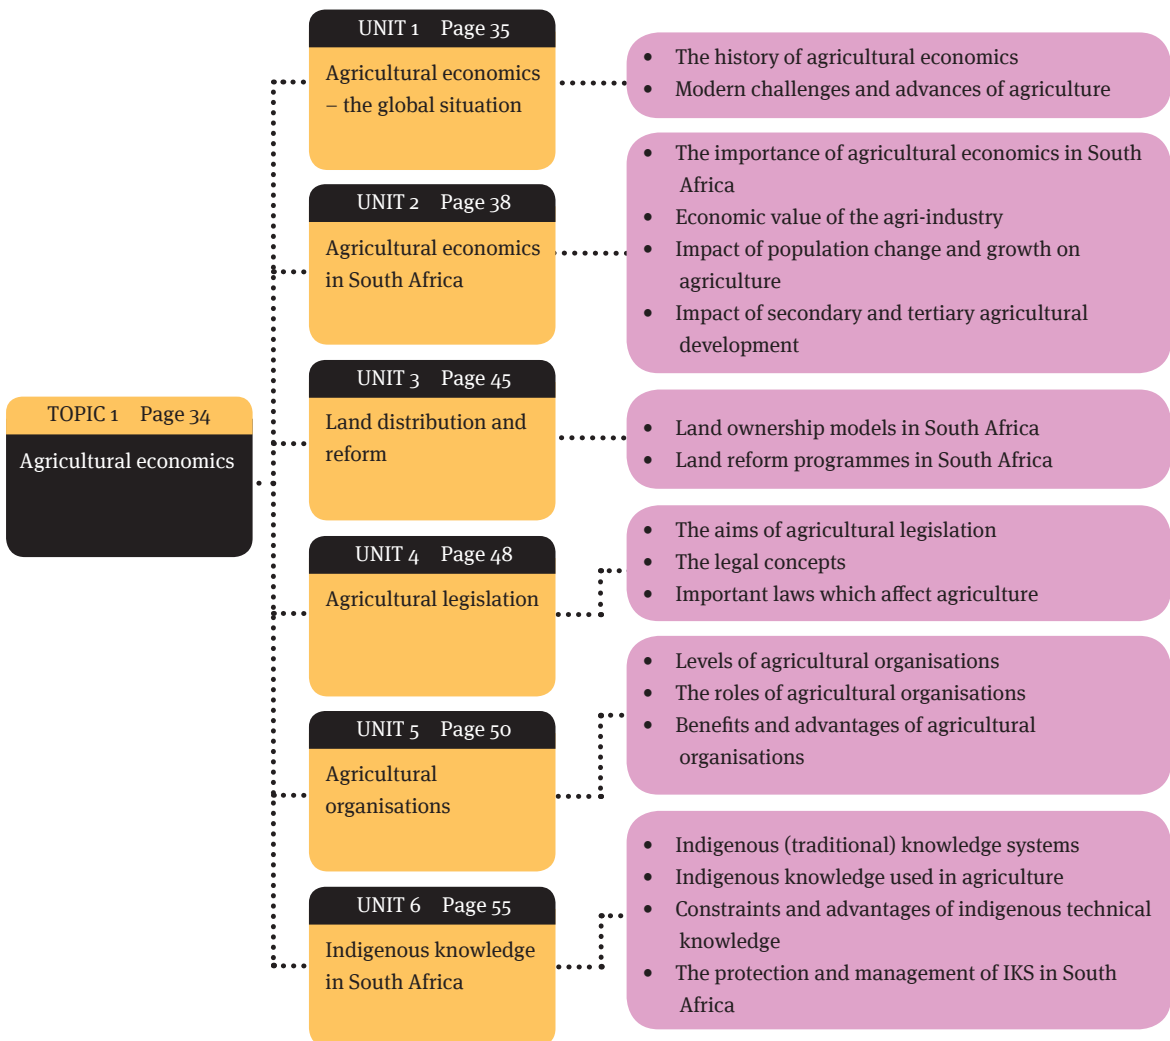 TOPIC 1 Page 34
Agricultural economics
UNIT 1 Page 35
Agricultural economics
– the global situation
• The history of agricultural economics
• Modern challenges and advances of agriculture
UNIT 2 Page 38
Agricultural economics
in South Africa
• The importance of agricultural economics in South
Africa
• Economic value of the agri-industry
• Impact of population change and growth on
agriculture
• Impact of secondary and tertiary agricultural
development
UNIT 3 Page 45
Land distribution and
reform
• Land ownership models in South Africa
• Land reform programmes in South Africa
UNIT 4 Page 48
Agricultural legislation
• The aims of agricultural legislation
• The legal concepts
• Important laws which affect agriculture
UNIT 5 Page 50
Agricultural
organisations
• Levels of agricultural organisations
• The roles of agricultural organisations
• Benefits and advantages of agricultural
organisations
UNIT 6 Page 55
Indigenous knowledge
in South Africa
• Indigenous (traditional) knowledge systems
• Indigenous knowledge used in agriculture
• Constraints and advantages of indigenous technical
knowledge
• The protection and management of IKS in South
Africa